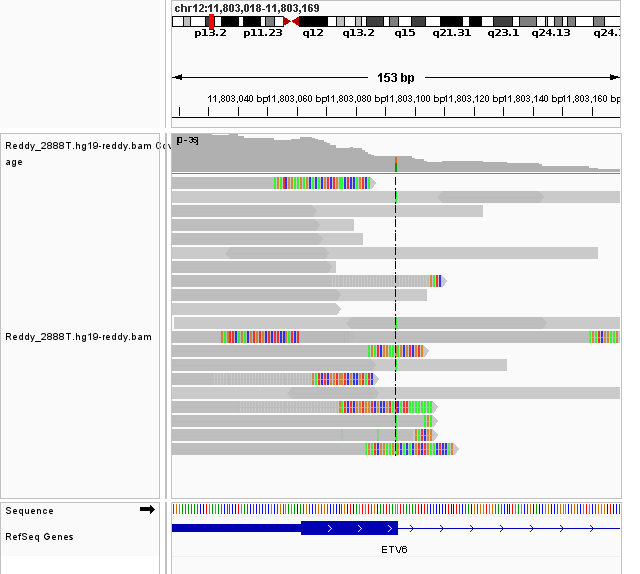 chr12:11,803,018-11,803,169
p13.2 p11.23 q12 q13.2 q15 q21.31 q23.1 q24.13 q24.
153 bp
11,803,040 bp 11,803,060 bp 11,803,080 bp 11,803,100 bp 11,803,120 bp 11,803,140 bp 11,803,160 bp
Reddy_2888T.hg19-reddy.bam Cov
age
Reddy_2888T.hg19-reddy.bam
Sequence
RefSeq Genes
ETV6